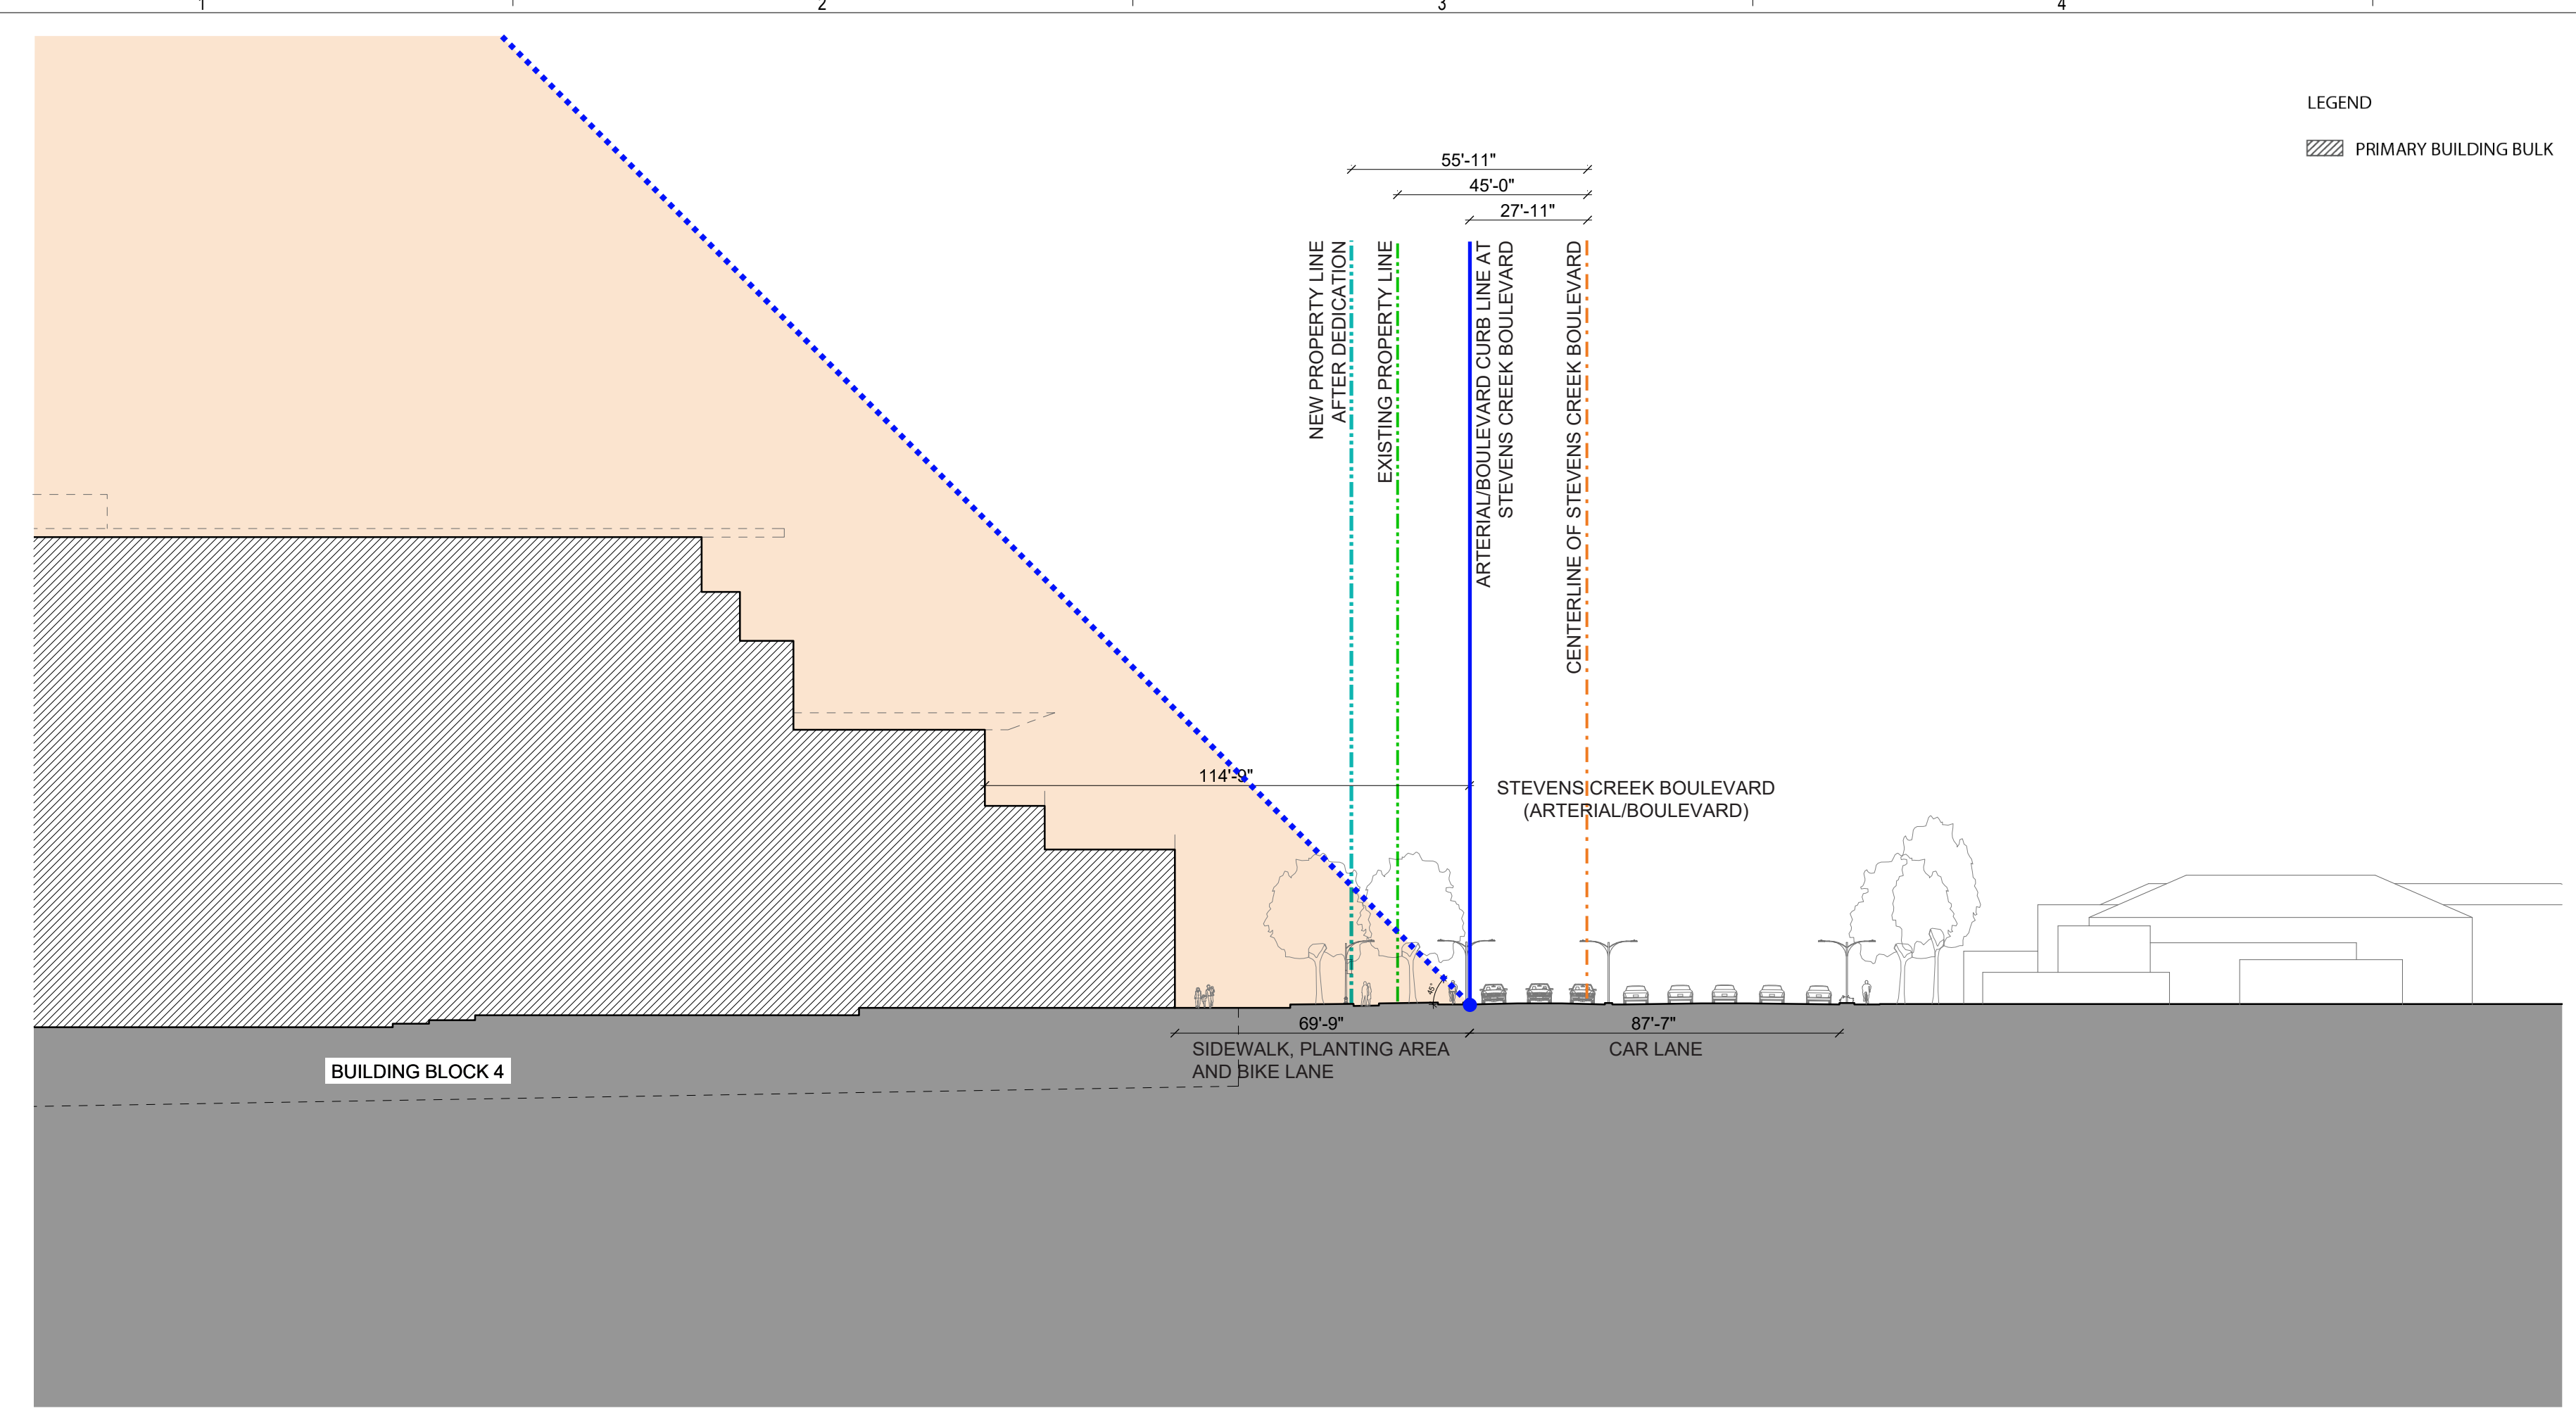 1 2 3 4
LEGEND
PRIMARY BUILDING BULK
55'-11"
45'-0"
27'-11"
NEW PROPERTY LINE
AFTER DEDICATION
EXISTING PROPERTY LINE
ARTERIAL/BOULEVARD CURB LINE AT
STEVENS CREEK BOULEVARD
CENTERLINE OF STEVENS CREEK BOULEVARD
114'-9"
STEVENS CREEK BOULEVARD
(ARTERIAL/BOULEVARD)
45°
69'-9"
87'-7"
SIDEWALK, PLANTING AREA
AND BIKE LANE
CAR LANE
BUILDING BLOCK 4